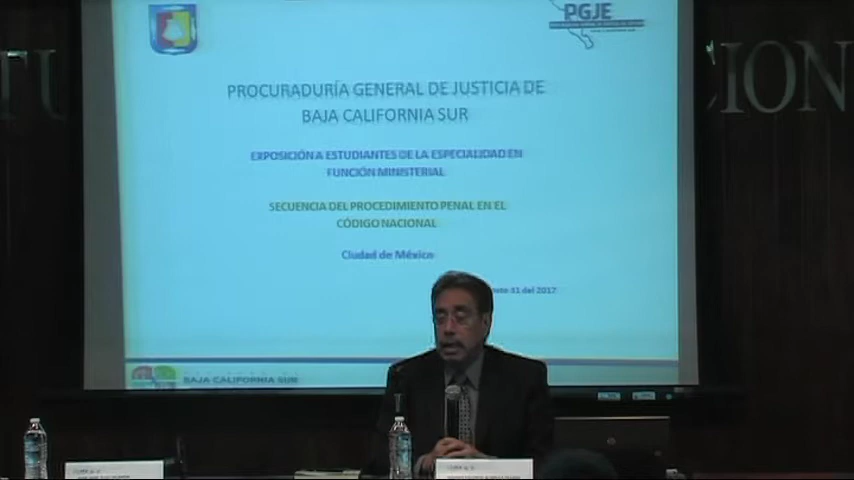 PGJE
PROCURADURÍA GENERAL DE JUSTICIA DE
BAJA CALIFORNIA SUR
EXPOSICIÓN A ESTUDIANTES DE LA ESPECIALIDAD EN
FUNCIÓN MINISTERIAL
SECUENCIA DEL PROCEDIMIENTO PENAL EN EL
CÓDIGO NACIONAL
Ciudad de México
31 del 2017
BAJA CALIFORNIA SUR
TU
CION